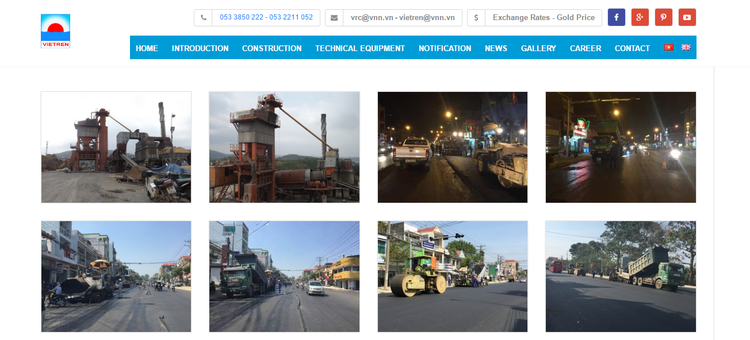 053 3850 222 - 053 2211 052
vrc@vnn.vn - vietren@vnn.vn
$ Exchange Rates - Gold Price
VIETREN
HOME INTRODUCTION CONSTRUCTION TECHNICAL EQUIPMENT NOTIFICATION NEWS GALLERY CAREER CONTACT